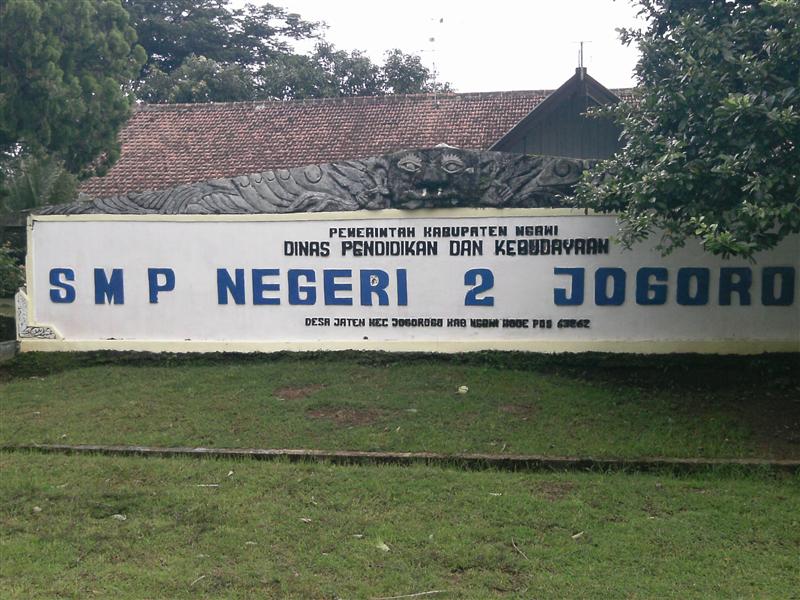 PEMERINTAH KABUPATEN NGAWI
DINAS PENDIDIKAN DAN KEBUDAYAAN
SMP NEGERI 2 JOGORO
DESA JATEN KEC JOGOROGO KAB NGAWI KODE POS 63262